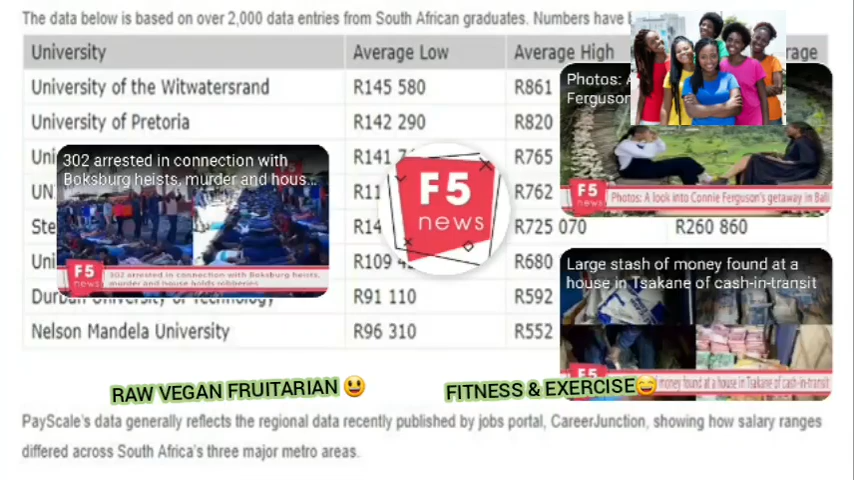 The data below is based on over 2,000 data entries from South African graduates. Numbers have
University Average Low Average High
University of the Witwatersrand R145 580 R861
University of Pretoria R142 290 R820
R765
R762
R725 070 R260 860
R680
R91 110 R592
Nelson Mandela University R96 310 R552
302 arrested in connection with
Boksburg heists, murder and hous...
F5
news
302 arrested in connection with Boksburg heists,
murder and house holds robberies
F5
news
Photos:
Ferguson
F5
news
Photos: A look into Connie Ferguson's getaway in Bali
Large stash of money found at a
house in Tsakane of cash-in-transit
money found at a house in Tsakane of cash-in-transit
RAW VEGAN FRUITARIAN😃
FITNESS & EXERCISE😄
PayScale's data generally reflects the regional data recently published by jobs portal, CareerJunction, showing how salary ranges
differed across South Africa's three major metro areas.